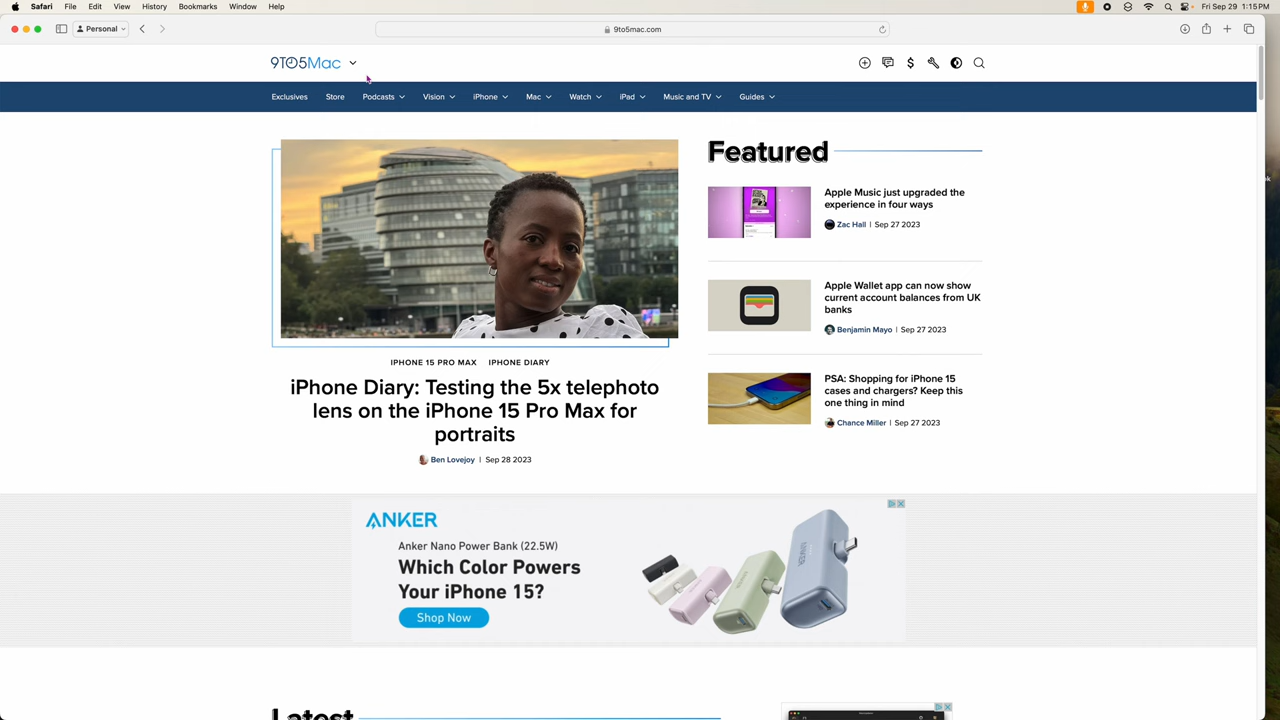 Safari File Edit View History Bookmarks Window Help Fri Sep 29 1:15 PM
Personal 9to5mac.com
9TO5Mac
Exclusives Store Podcasts Vision iPhone Mac Watch iPad Music and TV Guides
Featured
Apple Music just upgraded the
experience in four ways
Zac Hall | Sep 27 2023
Apple Wallet app can now show
current account balances from UK
banks
Benjamin Mayo | Sep 27 2023
PSA: Shopping for iPhone 15
cases and chargers? Keep this
one thing in mind
Chance Miller | Sep 27 2023
IPHONE 15 PRO MAX IPHONE DIARY
iPhone Diary: Testing the 5x telephoto
lens on the iPhone 15 Pro Max for
portraits
Ben Lovejoy | Sep 28 2023
ANKER
Anker Nano Power Bank (22.5W)
Which Color Powers
Your iPhone 15?
Shop Now
Latest